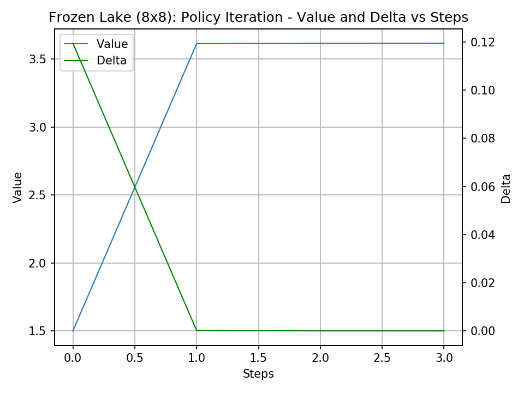 Frozen Lake (8x8): Policy Iteration - Value and Delta vs Steps
Value
Delta
3.5
3.0
2.5
2.0
1.5
Value
0.12
0.10
0.08
0.06
0.04
0.02
0.00
Delta
0.0 0.5 1.0 1.5 2.0 2.5 3.0
Steps